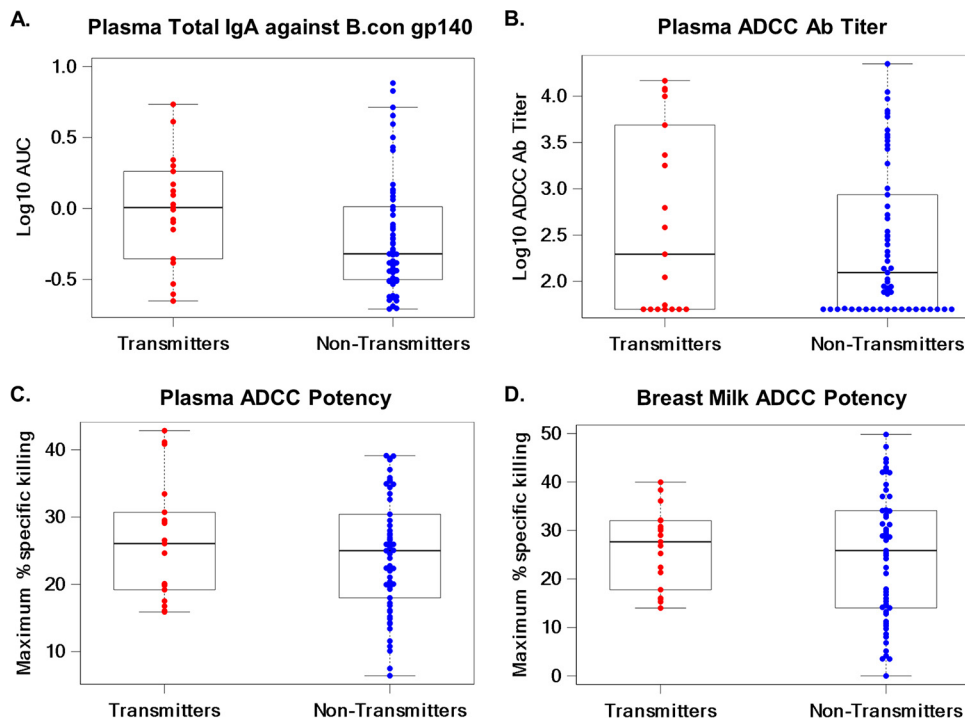 A. Plasma Total IgA against B.con gp140
Log10 AUC
1.0
0.5
0.0
-0.5
Transmitters Non-Transmitters
B. Plasma ADCC Ab Titer
Log10 ADCC Ab Titer
4.0
3.5
3.0
2.5
2.0
Transmitters Non-Transmitters
C. Plasma ADCC Potency
Maximum % specific killing
40
30
20
10
Transmitters Non-Transmitters
D. Breast Milk ADCC Potency
Maximum % specific killing
50
40
30
20
10
0
Transmitters Non-Transmitters